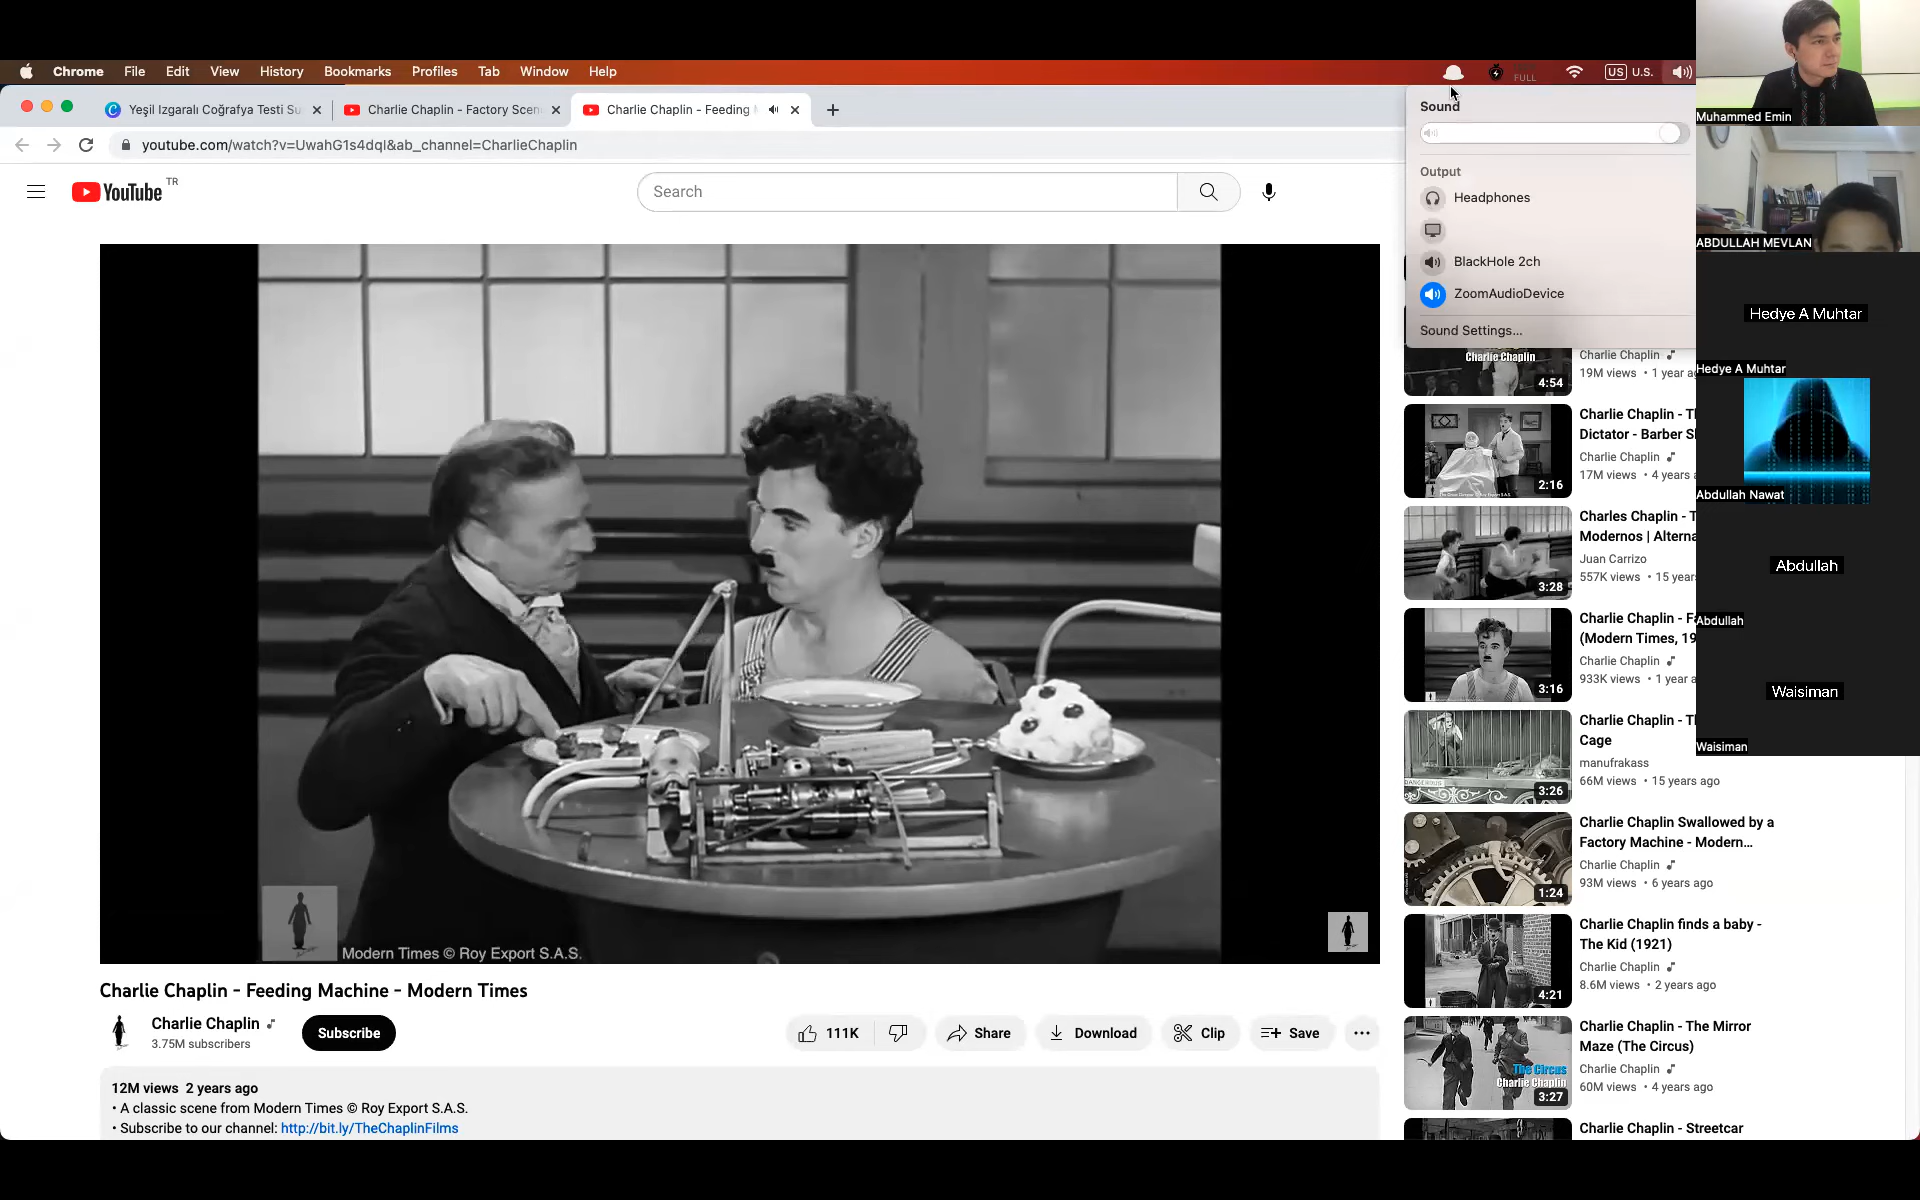 Chrome File Edit View History Bookmarks Profiles Tab Window Help
FULL
US U.S.
Yeşil Izgaralı Coğrafya Testi Su
Charlie Chaplin - Factory Scen
Charlie Chaplin - Feeding
youtube.com/watch?v=UwahG1s4dqI&ab_channel=CharlieChaplin
YouTube TR
Search
Sound
Output
Headphones
BlackHole 2ch
ZoomAudioDevice
Sound Settings...
Modern Times © Roy Export S.A.S.
Charlie Chaplin - Feeding Machine - Modern Times
Charlie Chaplin
3.75M subscribers
Subscribe
111K
Share
Download
Clip
Save
12M views 2 years ago
• A classic scene from Modern Times © Roy Export S.A.S.
• Subscribe to our channel: http://bit.ly/TheChaplinFilms
Charlie Chaplin
4:54
Charlie Chaplin
19M views • 1 year ag
2:16
Charlie Chaplin - Th
Dictator - Barber Sh
Charlie Chaplin
17M views • 4 years a
3:28
Charles Chaplin - T
Modernos | Alterna
Juan Carrizo
557K views • 15 years
3:16
Charlie Chaplin - Fa
(Modern Times, 19
Charlie Chaplin
933K views • 1 year a
3:26
Charlie Chaplin - Th
Cage
manufrakass
66M views • 15 years ago
1:24
Charlie Chaplin Swallowed by a
Factory Machine - Modern...
Charlie Chaplin
93M views • 6 years ago
4:21
Charlie Chaplin finds a baby -
The Kid (1921)
Charlie Chaplin
8.6M views • 2 years ago
The Circus
Charlie Chaplin
3:27
Charlie Chaplin - The Mirror
Maze (The Circus)
Charlie Chaplin
60M views • 4 years ago
Charlie Chaplin - Streetcar
Muhammed Emin
ABDULLAH MEVLAN
Hedye A Muhtar
Hedye A Muhtar
Abdullah Nawat
Abdullah
Abdullah
Waisiman
Waisiman